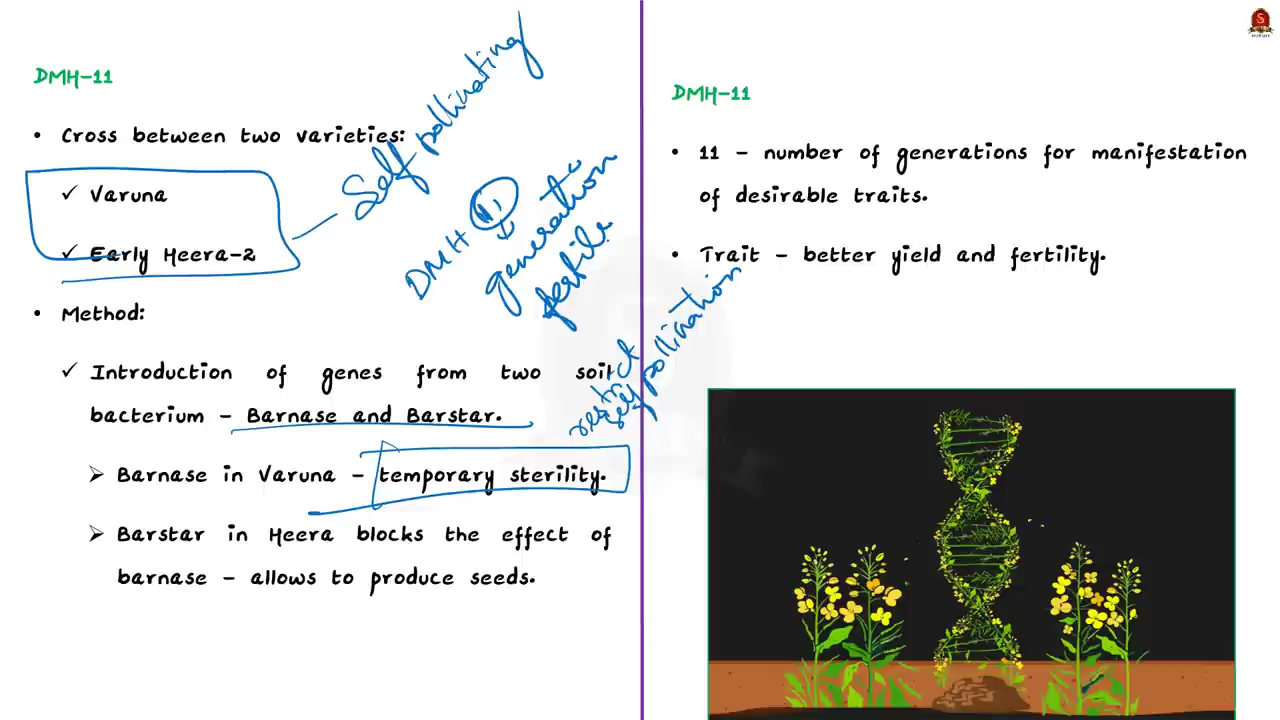 DMH-11
• Cross between two varieties:
✓ Varuna
✓ Early Heera-2
• Method:
✓ Introduction of genes from two soil
bacterium - Barnase and Barstar.
➢ Barnase in Varuna - temporary sterility.
➢ Barstar in Heera blocks the effect of
barnase - allows to produce seeds.
Self pollinating
DMH 11
generation
fertile
restrict
self pollination
DMH-11
• 11 - number of generations for manifestation
of desirable traits.
• Trait - better yield and fertility.